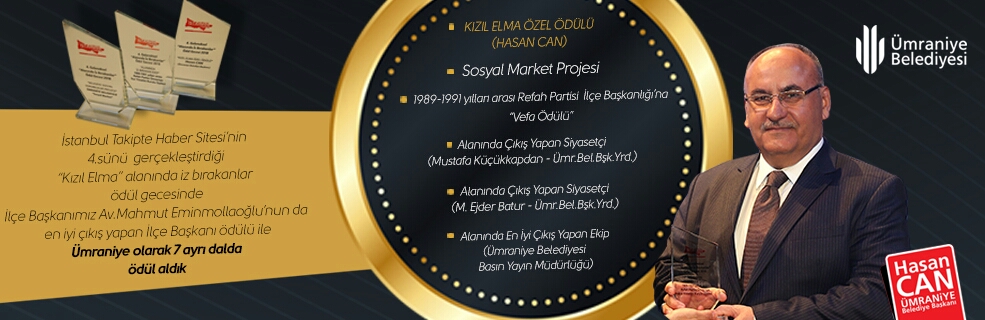 İstanbul Takipte Haber Sitesi'nin
4.sünü gerçekleştirdiği
"Kızıl Elma" alanında iz bırakanlar
ödül gecesinde
İlçe Başkanımız Av.Mahmut Eminmollaoğlu'nun da
en iyi çıkış yapan İlçe Başkanı ödülü ile
Ümraniye olarak 7 ayrı dalda
ödül aldık
KIZIL ELMA ÖZEL ÖDÜLÜ
(HASAN CAN)
Sosyal Market Projesi
1989-1991 yılları arası Refah Partisi İlçe Başkanlığı'na
"Vefa Ödülü"
Alanında Çıkış Yapan Siyasetçi
(Mustafa Küçükkapdan - Ümr.Bel.Bşk.Yrd.)
Alanında Çıkış Yapan Siyasetçi
(M. Ejder Batur - Ümr.Bel.Bşk.Yrd.)
Alanında En İyi Çıkış Yapan Ekip
(Ümraniye Belediyesi
Basın Yayın Müdürlüğü)
Ümraniye
Belediyesi
Hasan
CAN
ÜMRANİYE
Belediye Başkanı